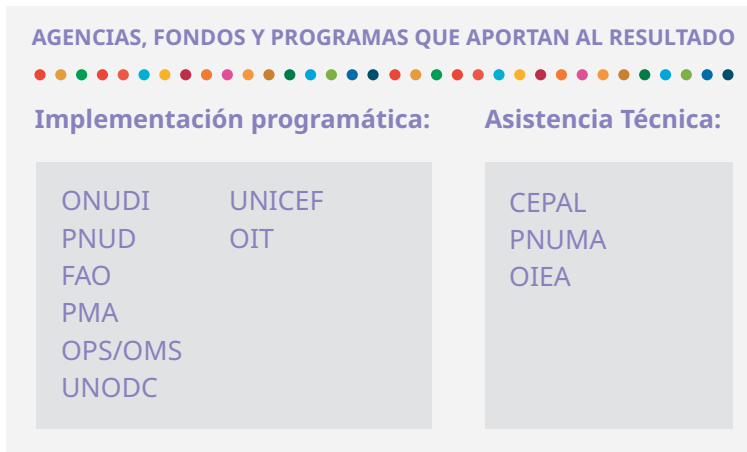 AGENCIAS, FONDOS Y PROGRAMAS QUE APORTAN AL RESULTADO
Implementación programática:
ONUDI
PNUD
FAO
PMA
OPS/OMS
UNODC
UNICEF
OIT
Asistencia Técnica:
CEPAL
PNUMA
OIEA